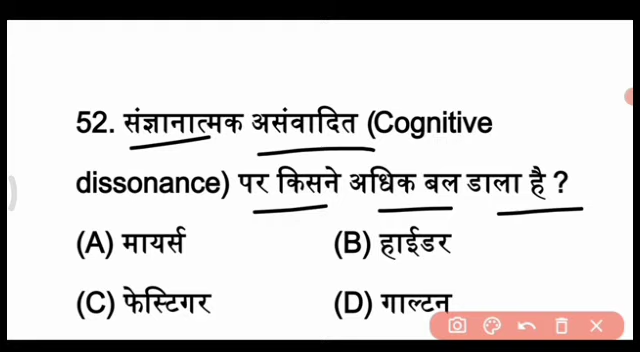 52. संज्ञानात्मक असंवादित (Cognitive
dissonance) पर किसने अधिक बल डाला है ?
(A) मायर्स (B) हाईडर
(C) फेस्टिगर (D) गाल्टन